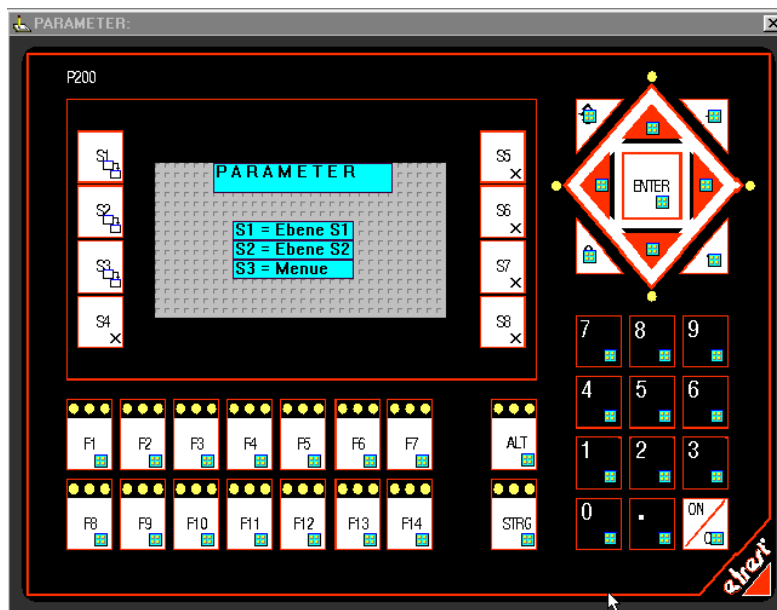 PARAMETER:
P200
S1
S2
S3
S4
PARAMETER
S1 = Ebene S1
S2 = Ebene S2
S3 = Menue
S5
S6
S7
S8
ENTER
7 8 9
4 5 6
1 2 3
0 . ON
F1 F2 F3 F4 F5 F6 F7 ALT
F8 F9 F10 F11 F12 F13 F14 STRG